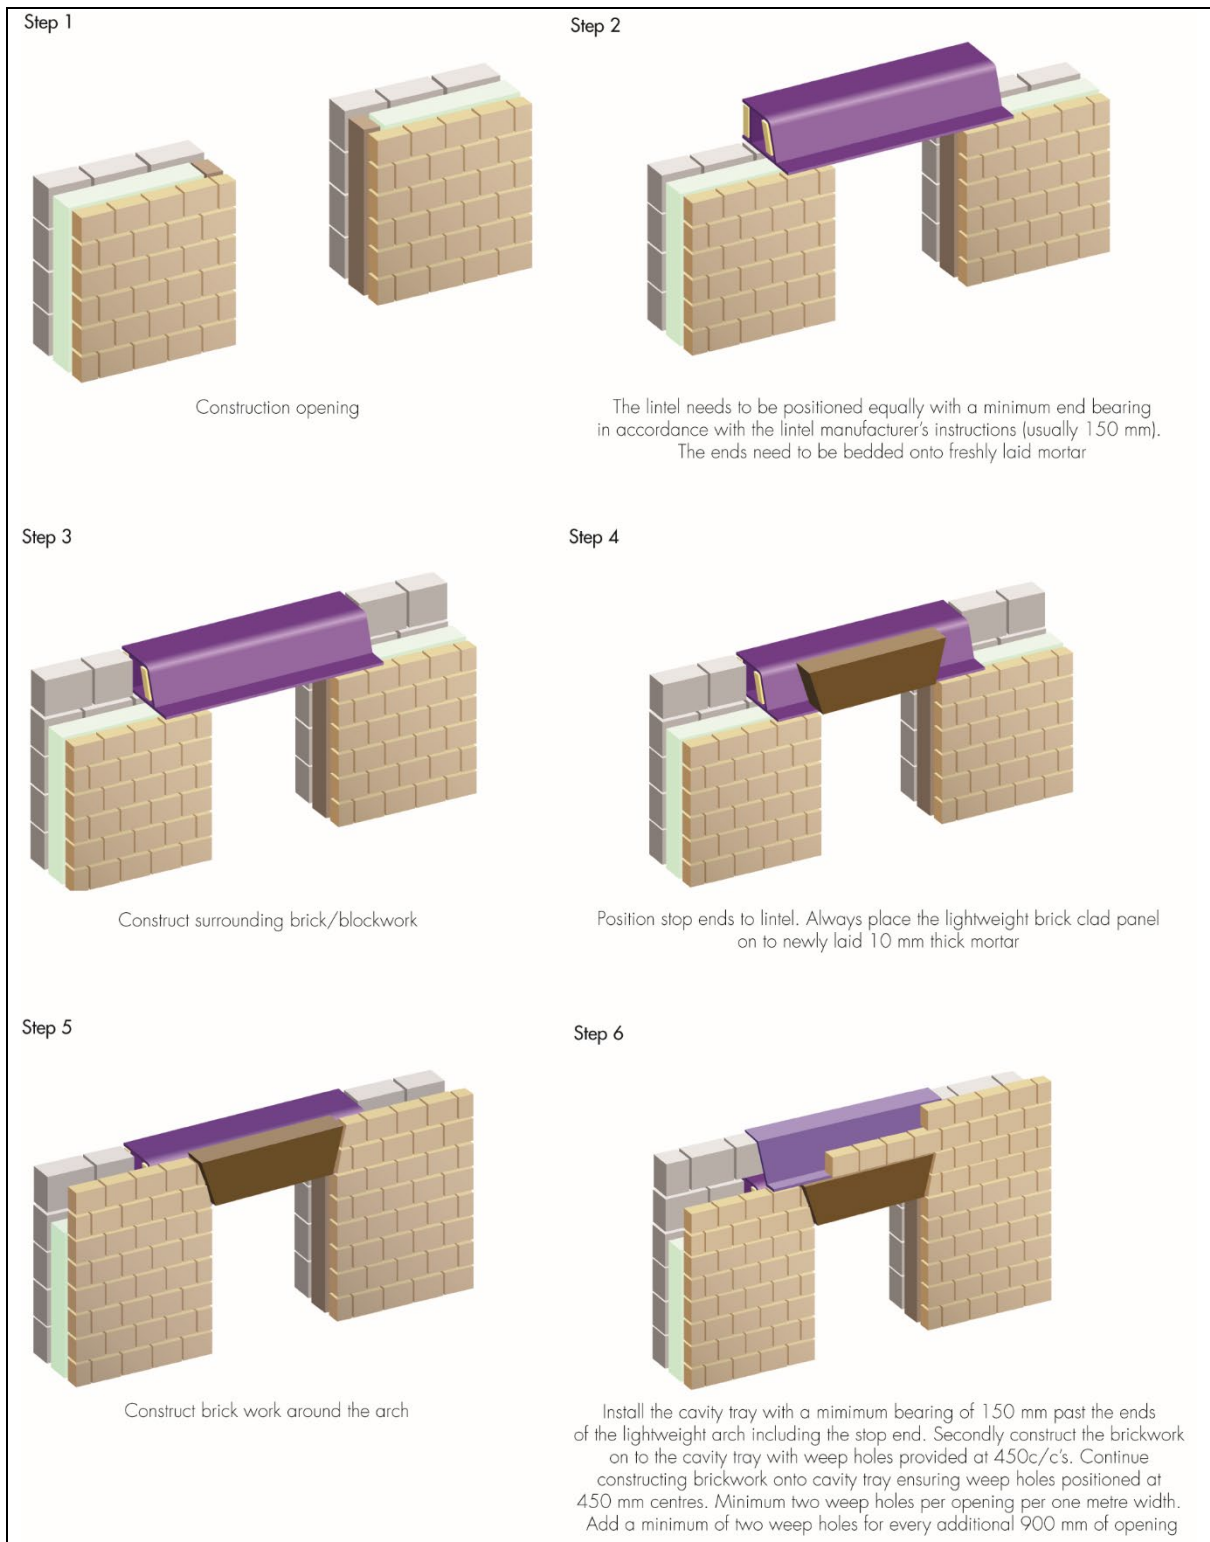 Step 1
Step 2
Construction opening
The lintel needs to be positioned equally with a minimum end bearing
in accordance with the lintel manufacturer's instructions (usually 150 mm).
The ends need to be bedded onto freshly laid mortar
Step 3
Step 4
Construct surrounding brick/blockwork
Position stop ends to lintel. Always place the lightweight brick clad panel
on to newly laid 10 mm thick mortar
Step 5
Step 6
Construct brick work around the arch
Install the cavity tray with a mimimum bearing of 150 mm past the ends
of the lightweight arch including the stop end. Secondly construct the brickwork
on to the cavity tray with weep holes provided at 450c/c's. Continue
constructing brickwork onto cavity tray ensuring weep holes positioned at
450 mm centres. Minimum two weep holes per opening per one metre width.
Add a minimum of two weep holes for every additional 900 mm of opening